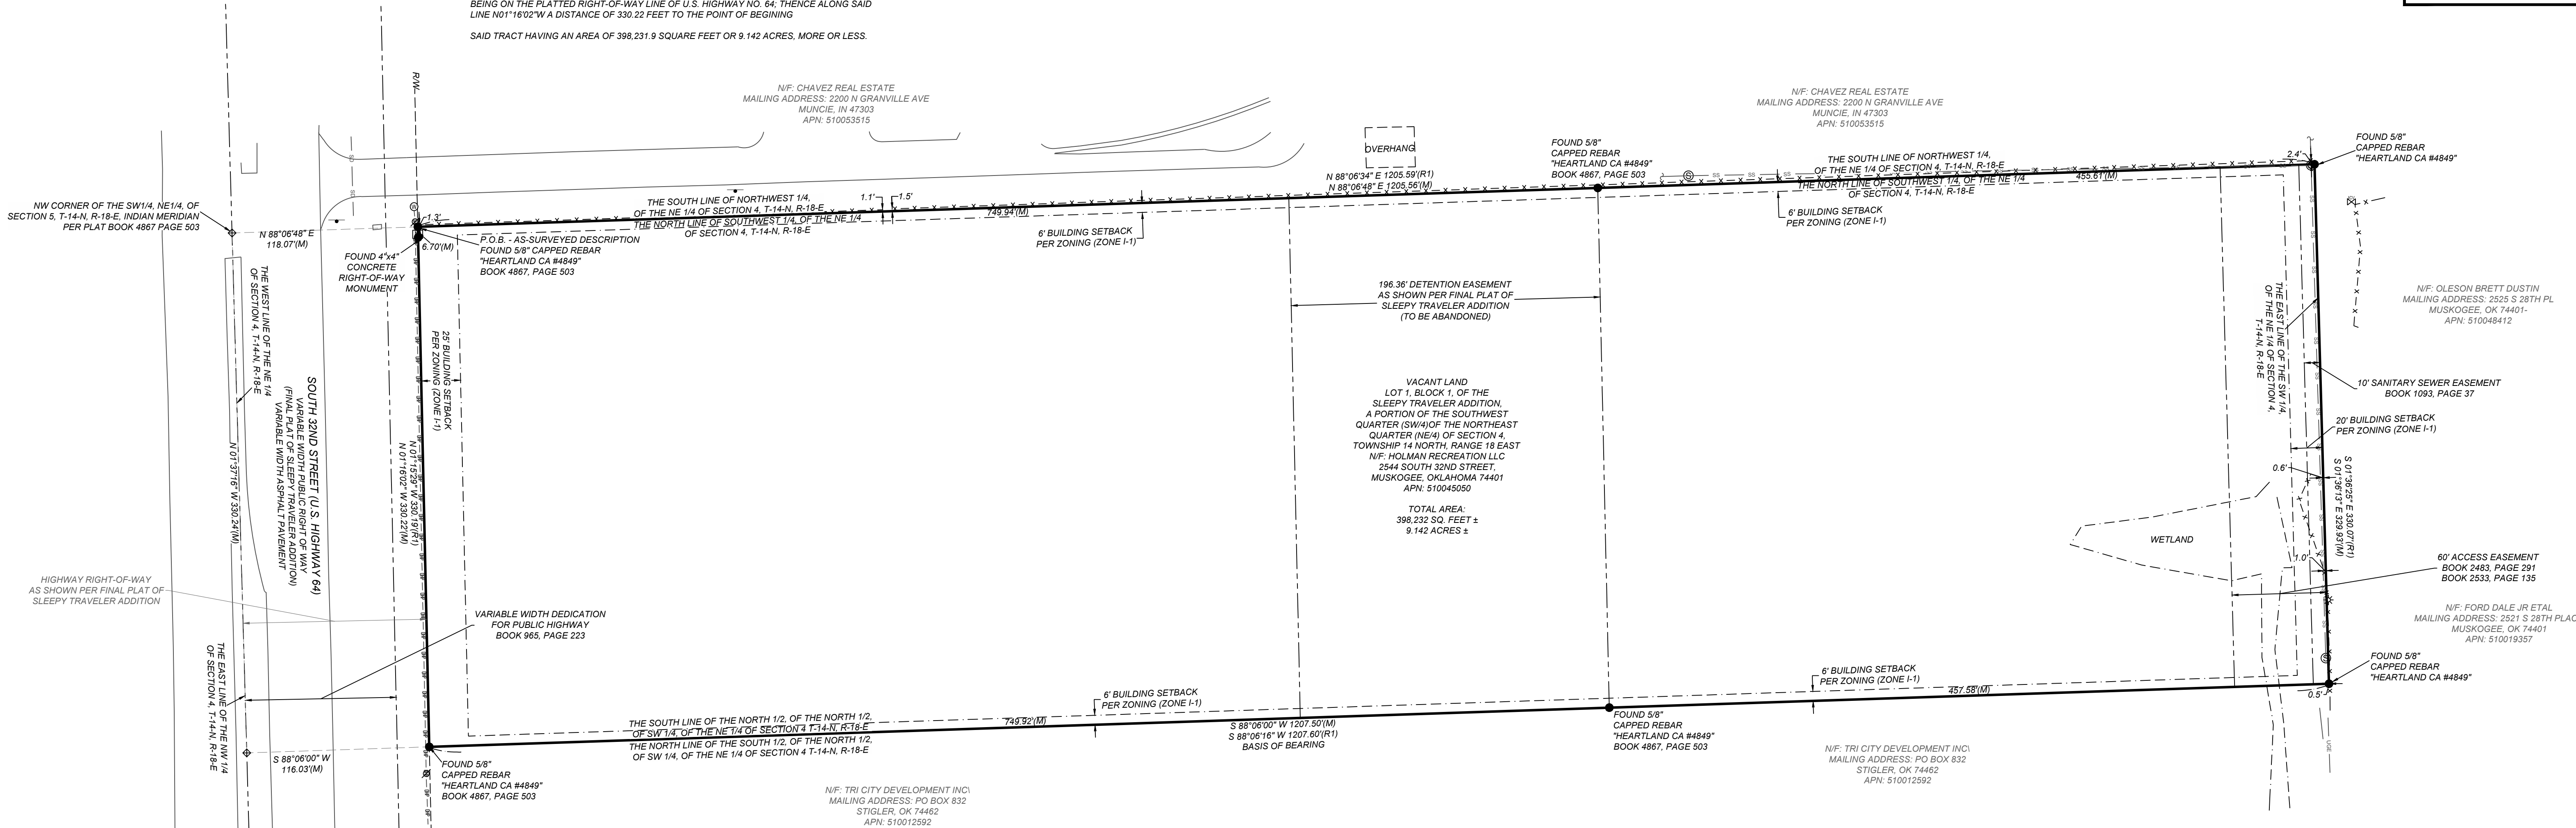 BEING ON THE PLATTED RIGHT-OF-WAY LINE OF U.S. HIGHWAY NO. 64; THENCE ALONG SAID
LINE N01°16'02"W A DISTANCE OF 330.22 FEET TO THE POINT OF BEGINING
SAID TRACT HAVING AN AREA OF 398,231.9 SQUARE FEET OR 9.142 ACRES, MORE OR LESS.
R/W
N/F: CHAVEZ REAL ESTATE
MAILING ADDRESS: 2200 N GRANVILLE AVE
MUNCIE, IN 47303
APN: 510053515
N/F: CHAVEZ REAL ESTATE
MAILING ADDRESS: 2200 N GRANVILLE AVE
MUNCIE, IN 47303
APN: 510053515
OVERHANG
FOUND 5/8"
CAPPED REBAR
"HEARTLAND CA #4849"
BOOK 4867, PAGE 503
FOUND 5/8"
CAPPED REBAR
"HEARTLAND CA #4849"
2.4'
THE SOUTH LINE OF NORTHWEST 1/4,
OF THE NE 1/4 OF SECTION 4, T-14-N, R-18-E
THE NORTH LINE OF SOUTHWEST 1/4, OF THE NE 1/4
OF SECTION 4, T-14-N, R-18-E
455.61'(M)
N 88°06'34" E 1205.59'(R1)
N 88°06'48" E 1205.56'(M)
NW CORNER OF THE SW1/4, NE1/4, OF
SECTION 5, T-14-N, R-18-E, INDIAN MERIDIAN
PER PLAT BOOK 4867 PAGE 503
N 88°06'48" E
118.07'(M)
1.3'
6.70'(M)
THE SOUTH LINE OF NORTHWEST 1/4,
OF THE NE 1/4 OF SECTION 4, T-14-N, R-18-E
THE NORTH LINE OF SOUTHWEST 1/4, OF THE NE 1/4
OF SECTION 4, T-14-N, R-18-E
1.1'
1.5'
749.94'(M)
6' BUILDING SETBACK
PER ZONING (ZONE I-1)
6' BUILDING SETBACK
PER ZONING (ZONE I-1)
P.O.B. - AS-SURVEYED DESCRIPTION
FOUND 5/8" CAPPED REBAR
"HEARTLAND CA #4849"
BOOK 4867, PAGE 503
FOUND 4"x4"
CONCRETE
RIGHT-OF-WAY
MONUMENT
THE WEST LINE OF THE NE 1/4
OF SECTION 4, T-14-N, R-18-E
N 01°37'16" W 330.24'(M)
SOUTH 32ND STREET (U.S. HIGHWAY 64)
VARIABLE WIDTH PUBLIC RIGHT OF WAY
(FINAL PLAT OF SLEEPY TRAVELER ADDITION)
VARIABLE WIDTH ASPHALT PAVEMENT
N 01°15'29" W 330.19'(R1)
N 01°16'02" W 330.22'(M)
25' BUILDING SETBACK
PER ZONING (ZONE I-1)
196.36' DETENTION EASEMENT
AS SHOWN PER FINAL PLAT OF
SLEEPY TRAVELER ADDITION
(TO BE ABANDONED)
VACANT LAND
LOT 1, BLOCK 1, OF THE
SLEEPY TRAVELER ADDITION,
A PORTION OF THE SOUTHWEST
QUARTER (SW/4)OF THE NORTHEAST
QUARTER (NE/4) OF SECTION 4,
TOWNSHIP 14 NORTH, RANGE 18 EAST
N/F: HOLMAN RECREATION LLC
2544 SOUTH 32ND STREET,
MUSKOGEE, OKLAHOMA 74401
APN: 510045050
TOTAL AREA:
398,232 SQ. FEET ±
9.142 ACRES ±
THE EAST LINE OF THE SW 1/4,
OF THE NE 1/4 OF SECTION 4,
T-14-N, R-18-E
N/F: OLESON BRETT DUSTIN
MAILING ADDRESS: 2525 S 28TH PL
MUSKOGEE, OK 74401-
APN: 510048412
10' SANITARY SEWER EASEMENT
BOOK 1093, PAGE 37
20' BUILDING SETBACK
PER ZONING (ZONE I-1)
0.6'
S 01°36'25" E 330.07'(R1)
S 01°36'13" E 329.93'(M)
WETLAND
1.0'
60' ACCESS EASEMENT
BOOK 2483, PAGE 291
BOOK 2533, PAGE 135
N/F: FORD DALE JR ETAL
MAILING ADDRESS: 2521 S 28TH PLAC
MUSKOGEE, OK 74401
APN: 510019357
HIGHWAY RIGHT-OF-WAY
AS SHOWN PER FINAL PLAT OF
SLEEPY TRAVELER ADDITION
VARIABLE WIDTH DEDICATION
FOR PUBLIC HIGHWAY
BOOK 965, PAGE 223
THE EAST LINE OF THE NW 1/4
OF SECTION 4, T-14-N, R-18-E
S 88°06'00" W
116.03'(M)
FOUND 5/8"
CAPPED REBAR
"HEARTLAND CA #4849"
BOOK 4867, PAGE 503
THE SOUTH LINE OF THE NORTH 1/2, OF THE NORTH 1/2,
OF SW 1/4, OF THE NE 1/4 OF SECTION 4 T-14-N, R-18-E
THE NORTH LINE OF THE SOUTH 1/2, OF THE NORTH 1/2,
OF SW 1/4, OF THE NE 1/4 OF SECTION 4 T-14-N, R-18-E
749.92'(M)
6' BUILDING SETBACK
PER ZONING (ZONE I-1)
S 88°06'00" W 1207.50'(M)
S 88°06'16" W 1207.60'(R1)
BASIS OF BEARING
FOUND 5/8"
CAPPED REBAR
"HEARTLAND CA #4849"
BOOK 4867, PAGE 503
6' BUILDING SETBACK
PER ZONING (ZONE I-1)
457.58'(M)
FOUND 5/8"
CAPPED REBAR
"HEARTLAND CA #4849"
0.5'
UGE
N/F: TRI CITY DEVELOPMENT INC\
MAILING ADDRESS: PO BOX 832
STIGLER, OK 74462
APN: 510012592
N/F: TRI CITY DEVELOPMENT INC\
MAILING ADDRESS: PO BOX 832
STIGLER, OK 74462
APN: 510012592